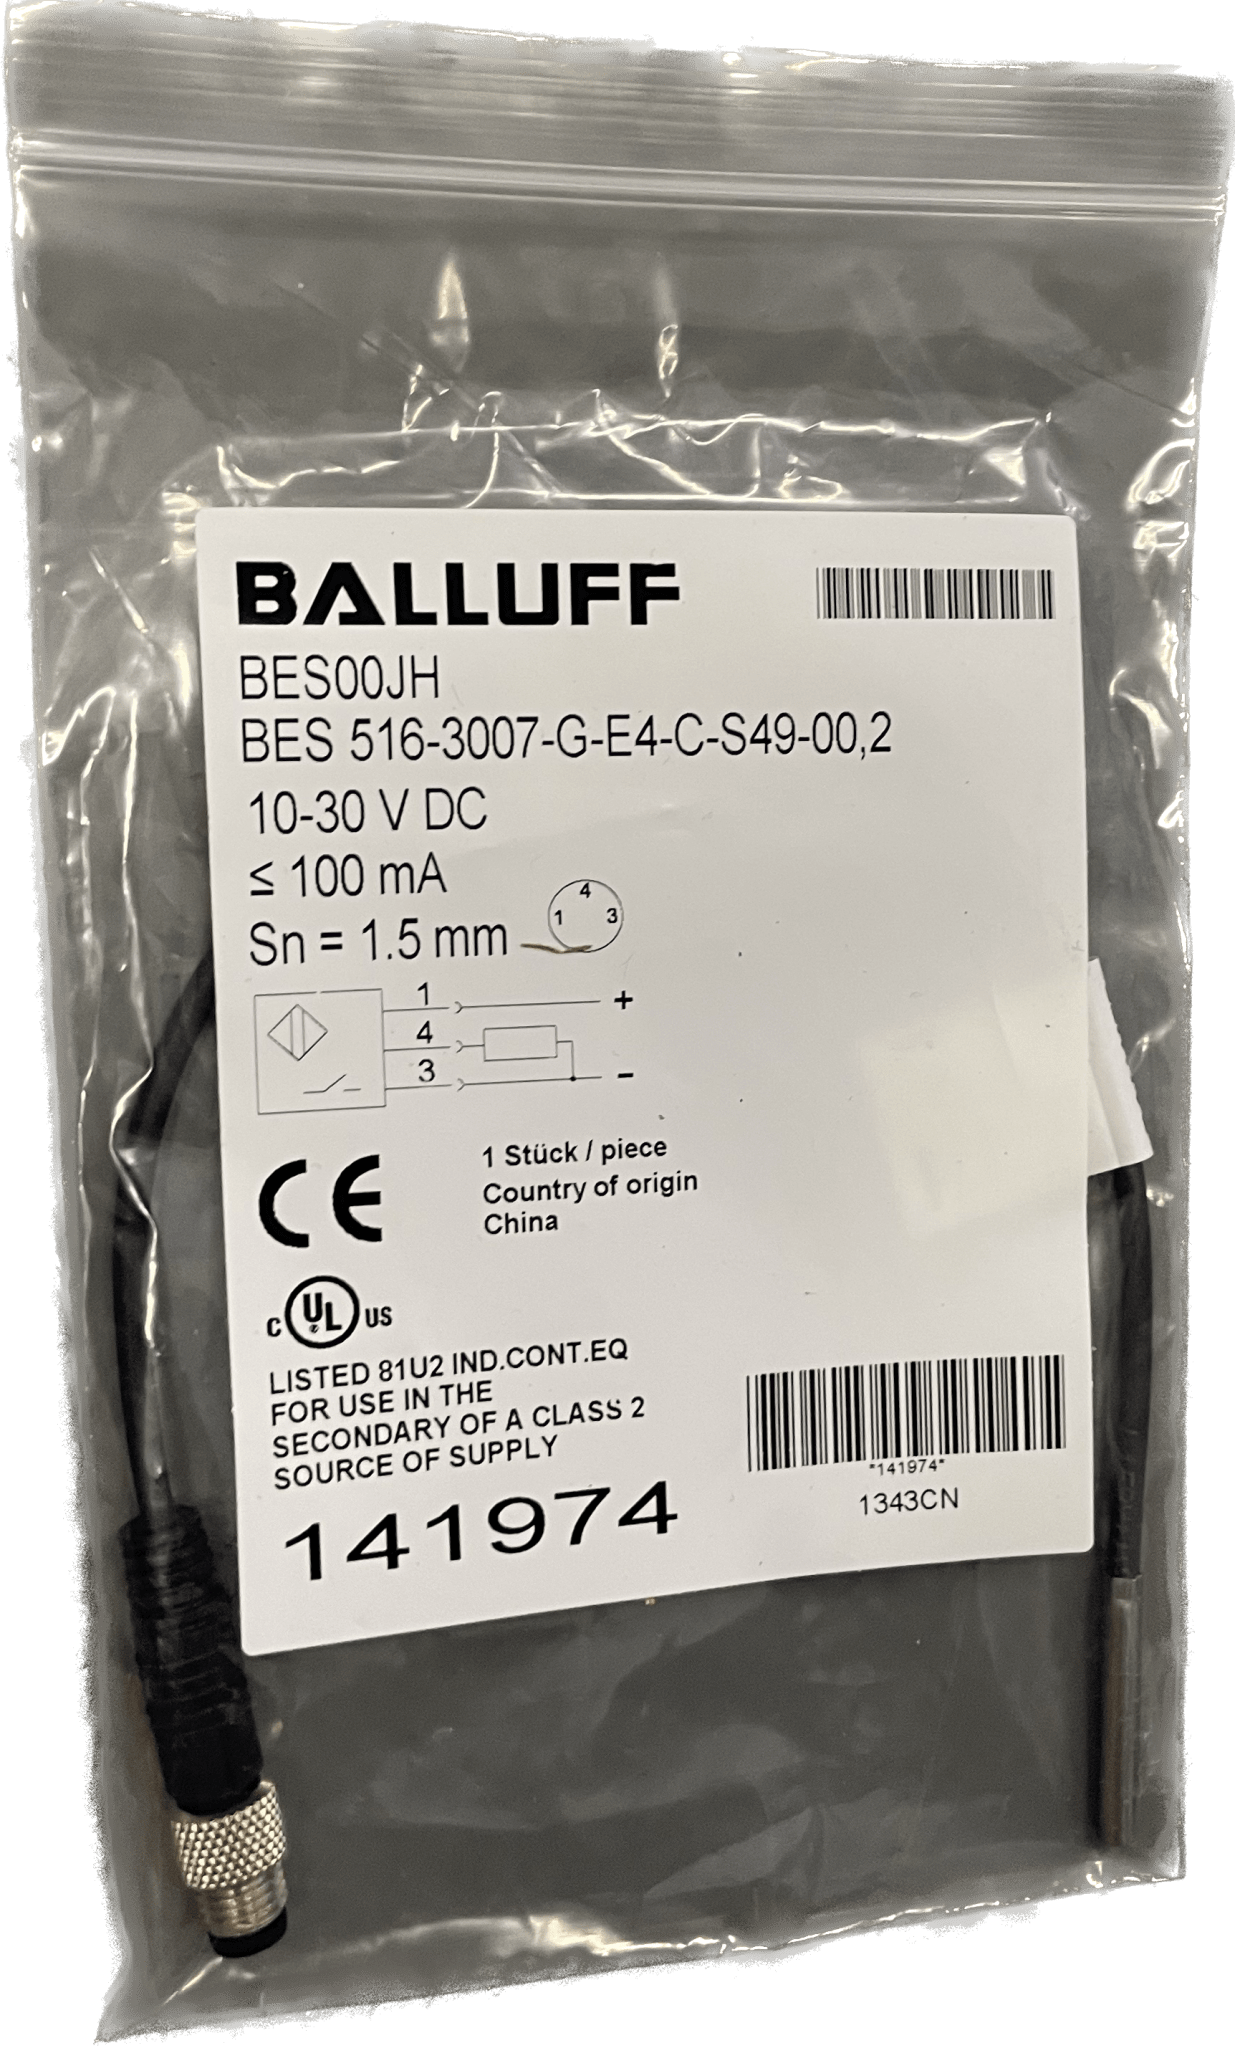 BALLUFF
BES00JH
BES 516-3007-G-E4-C-S49-00,2
10-30 V DC
≤ 100 mA
Sn = 1.5 mm
4
1 3
1 +
4
3 -
CE
1 Stück / piece
Country of origin
China
C UL US
LISTED 81U2 IND.CONT.EQ
FOR USE IN THE
SECONDARY OF A CLASS 2
SOURCE OF SUPPLY
141974
*141974*
1343CN